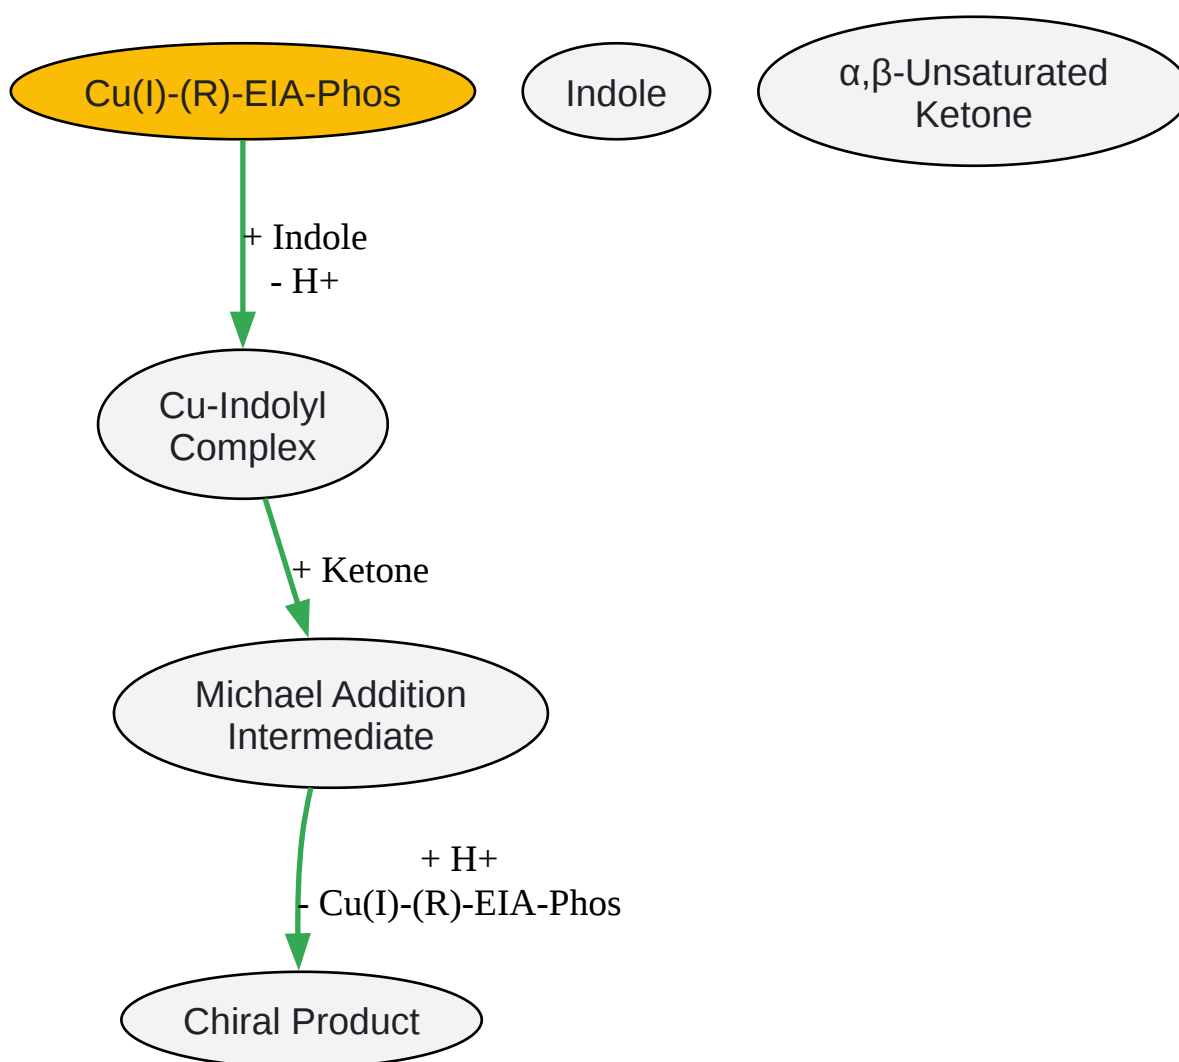 Cu(I)-(R)-EIA-Phos
Indole
α,β-Unsaturated
Ketone
+ Indole
- H+
Cu-Indolyl
Complex
+ Ketone
Michael Addition
Intermediate
+ H+
- Cu(I)-(R)-EIA-Phos
Chiral Product